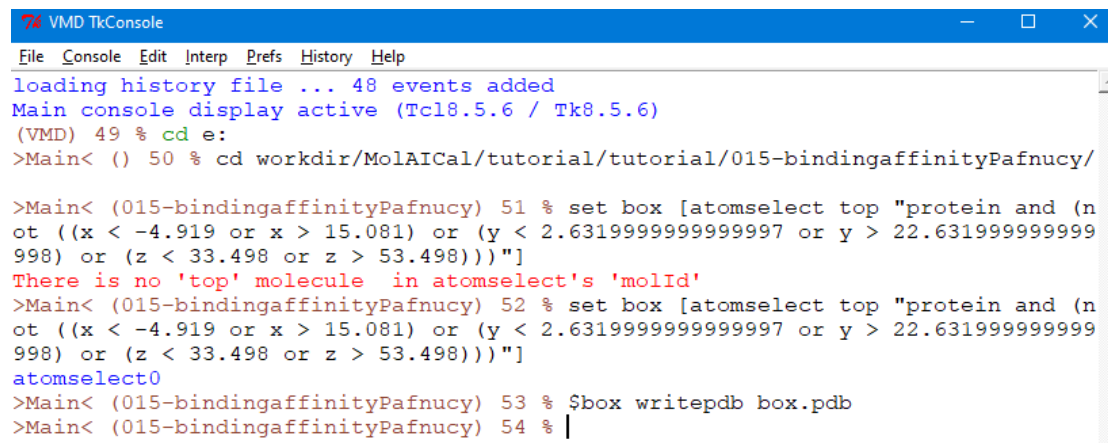 VMD TkConsole
File Console Edit Interp Prefs History Help
loading history file ... 48 events added
Main console display active (Tcl8.5.6 / Tk8.5.6)
(VMD) 49 % cd e:
>Main< () 50 % cd workdir/MolAICal/tutorial/tutorial/015-bindingaffinityPafnucy/
>Main< (015-bindingaffinityPafnucy) 51 % set box [atomselect top "protein and (n
ot ((x < -4.919 or x > 15.081) or (y < 2.6319999999999997 or y > 22.631999999999
998) or (z < 33.498 or z > 53.498)))"]
There is no 'top' molecule  in atomselect's 'molId'
>Main< (015-bindingaffinityPafnucy) 52 % set box [atomselect top "protein and (n
ot ((x < -4.919 or x > 15.081) or (y < 2.6319999999999997 or y > 22.631999999999
998) or (z < 33.498 or z > 53.498)))"]
atomselect0
>Main< (015-bindingaffinityPafnucy) 53 % $box writepdb box.pdb
>Main< (015-bindingaffinityPafnucy) 54 %